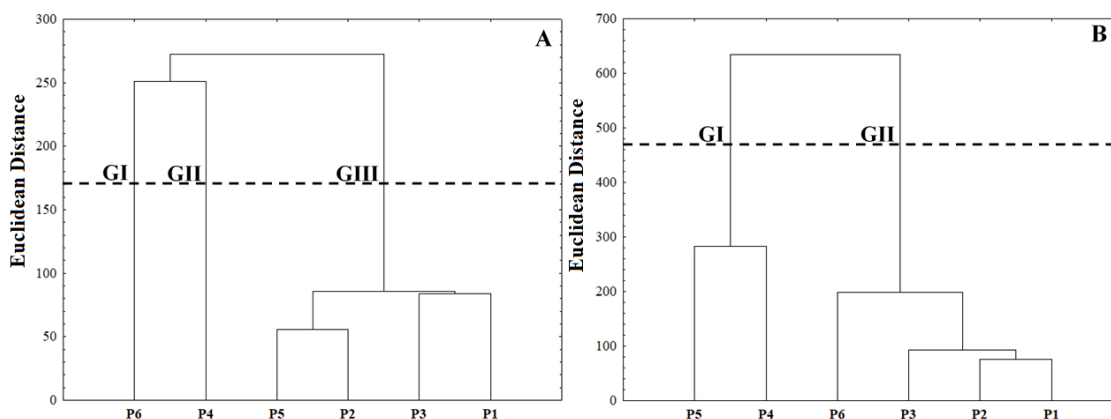 A
Euclidean Distance
300
250
200
150
100
50
0
GI
GII
GIII
P6 P4 P5 P2 P3 P1
B
Euclidean Distance
700
600
500
400
300
200
100
0
GI
GII
P5 P4 P6 P3 P2 P1